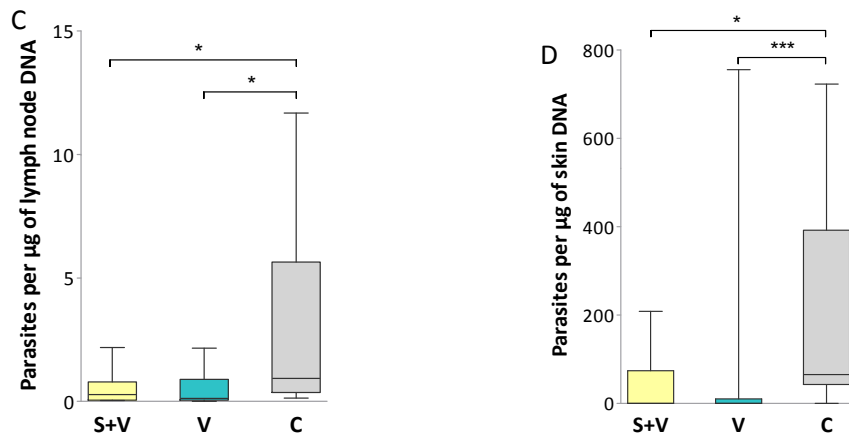 C
Parasites per µg of lymph node DNA
15
10
5
0
*
*
S+V V C
D
Parasites per µg of skin DNA
800
600
400
200
0
*
***
S+V V C